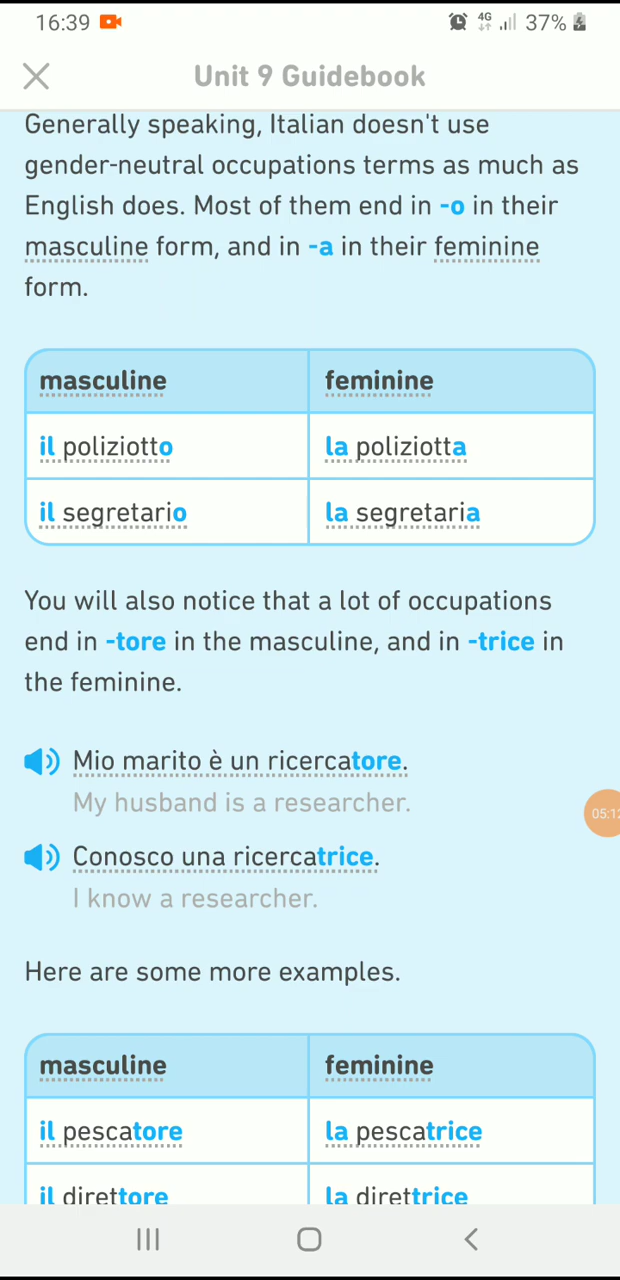 16:39 4G 37%
Unit 9 Guidebook
Generally speaking, Italian doesn't use
gender-neutral occupations terms as much as
English does. Most of them end in -o in their
masculine form, and in -a in their feminine
form.
masculine feminine
il poliziotto la poliziotta
il segretario la segretaria
You will also notice that a lot of occupations
end in -tore in the masculine, and in -trice in
the feminine.
Mio marito è un ricercatore.
My husband is a researcher.
05:12
Conosco una ricercatrice.
I know a researcher.
Here are some more examples.
masculine feminine
il pescatore la pescatrice
il direttore la direttrice